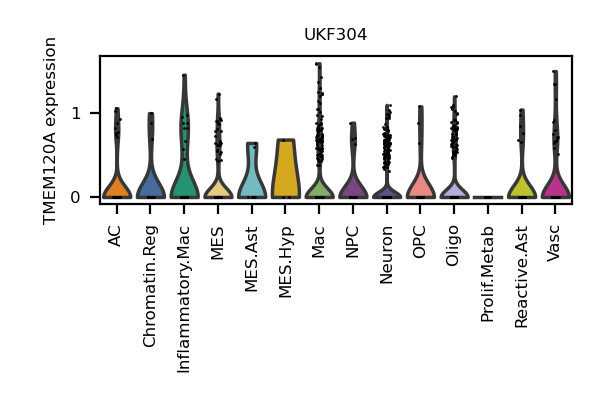 UKF304
TMEM120A expression
1
0
AC
Chromatin.Reg
Inflammatory.Mac
MES
MES.Ast
MES.Hyp
Mac
NPC
Neuron
OPC
Oligo
Prolif.Metab
Reactive.Ast
Vasc